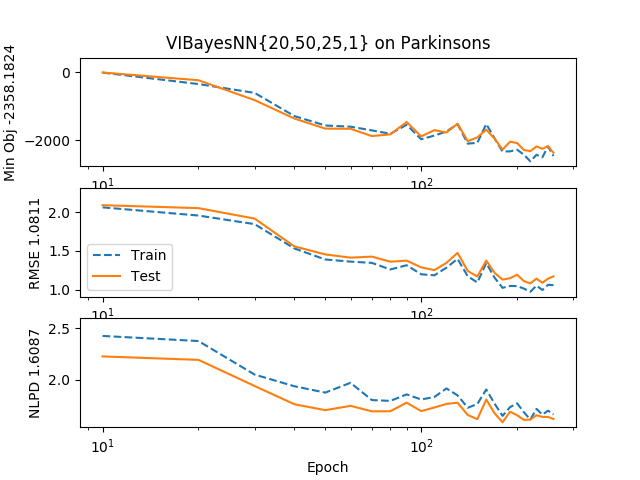 VIBayesNN{20,50,25,1} on Parkinsons
Min Obj -2358.1824
0
−2000
10¹
10²
RMSE 1.0811
2.0
1.5
1.0
Train
Test
10¹
10²
NLPD 1.6087
2.5
2.0
10¹
10²
Epoch